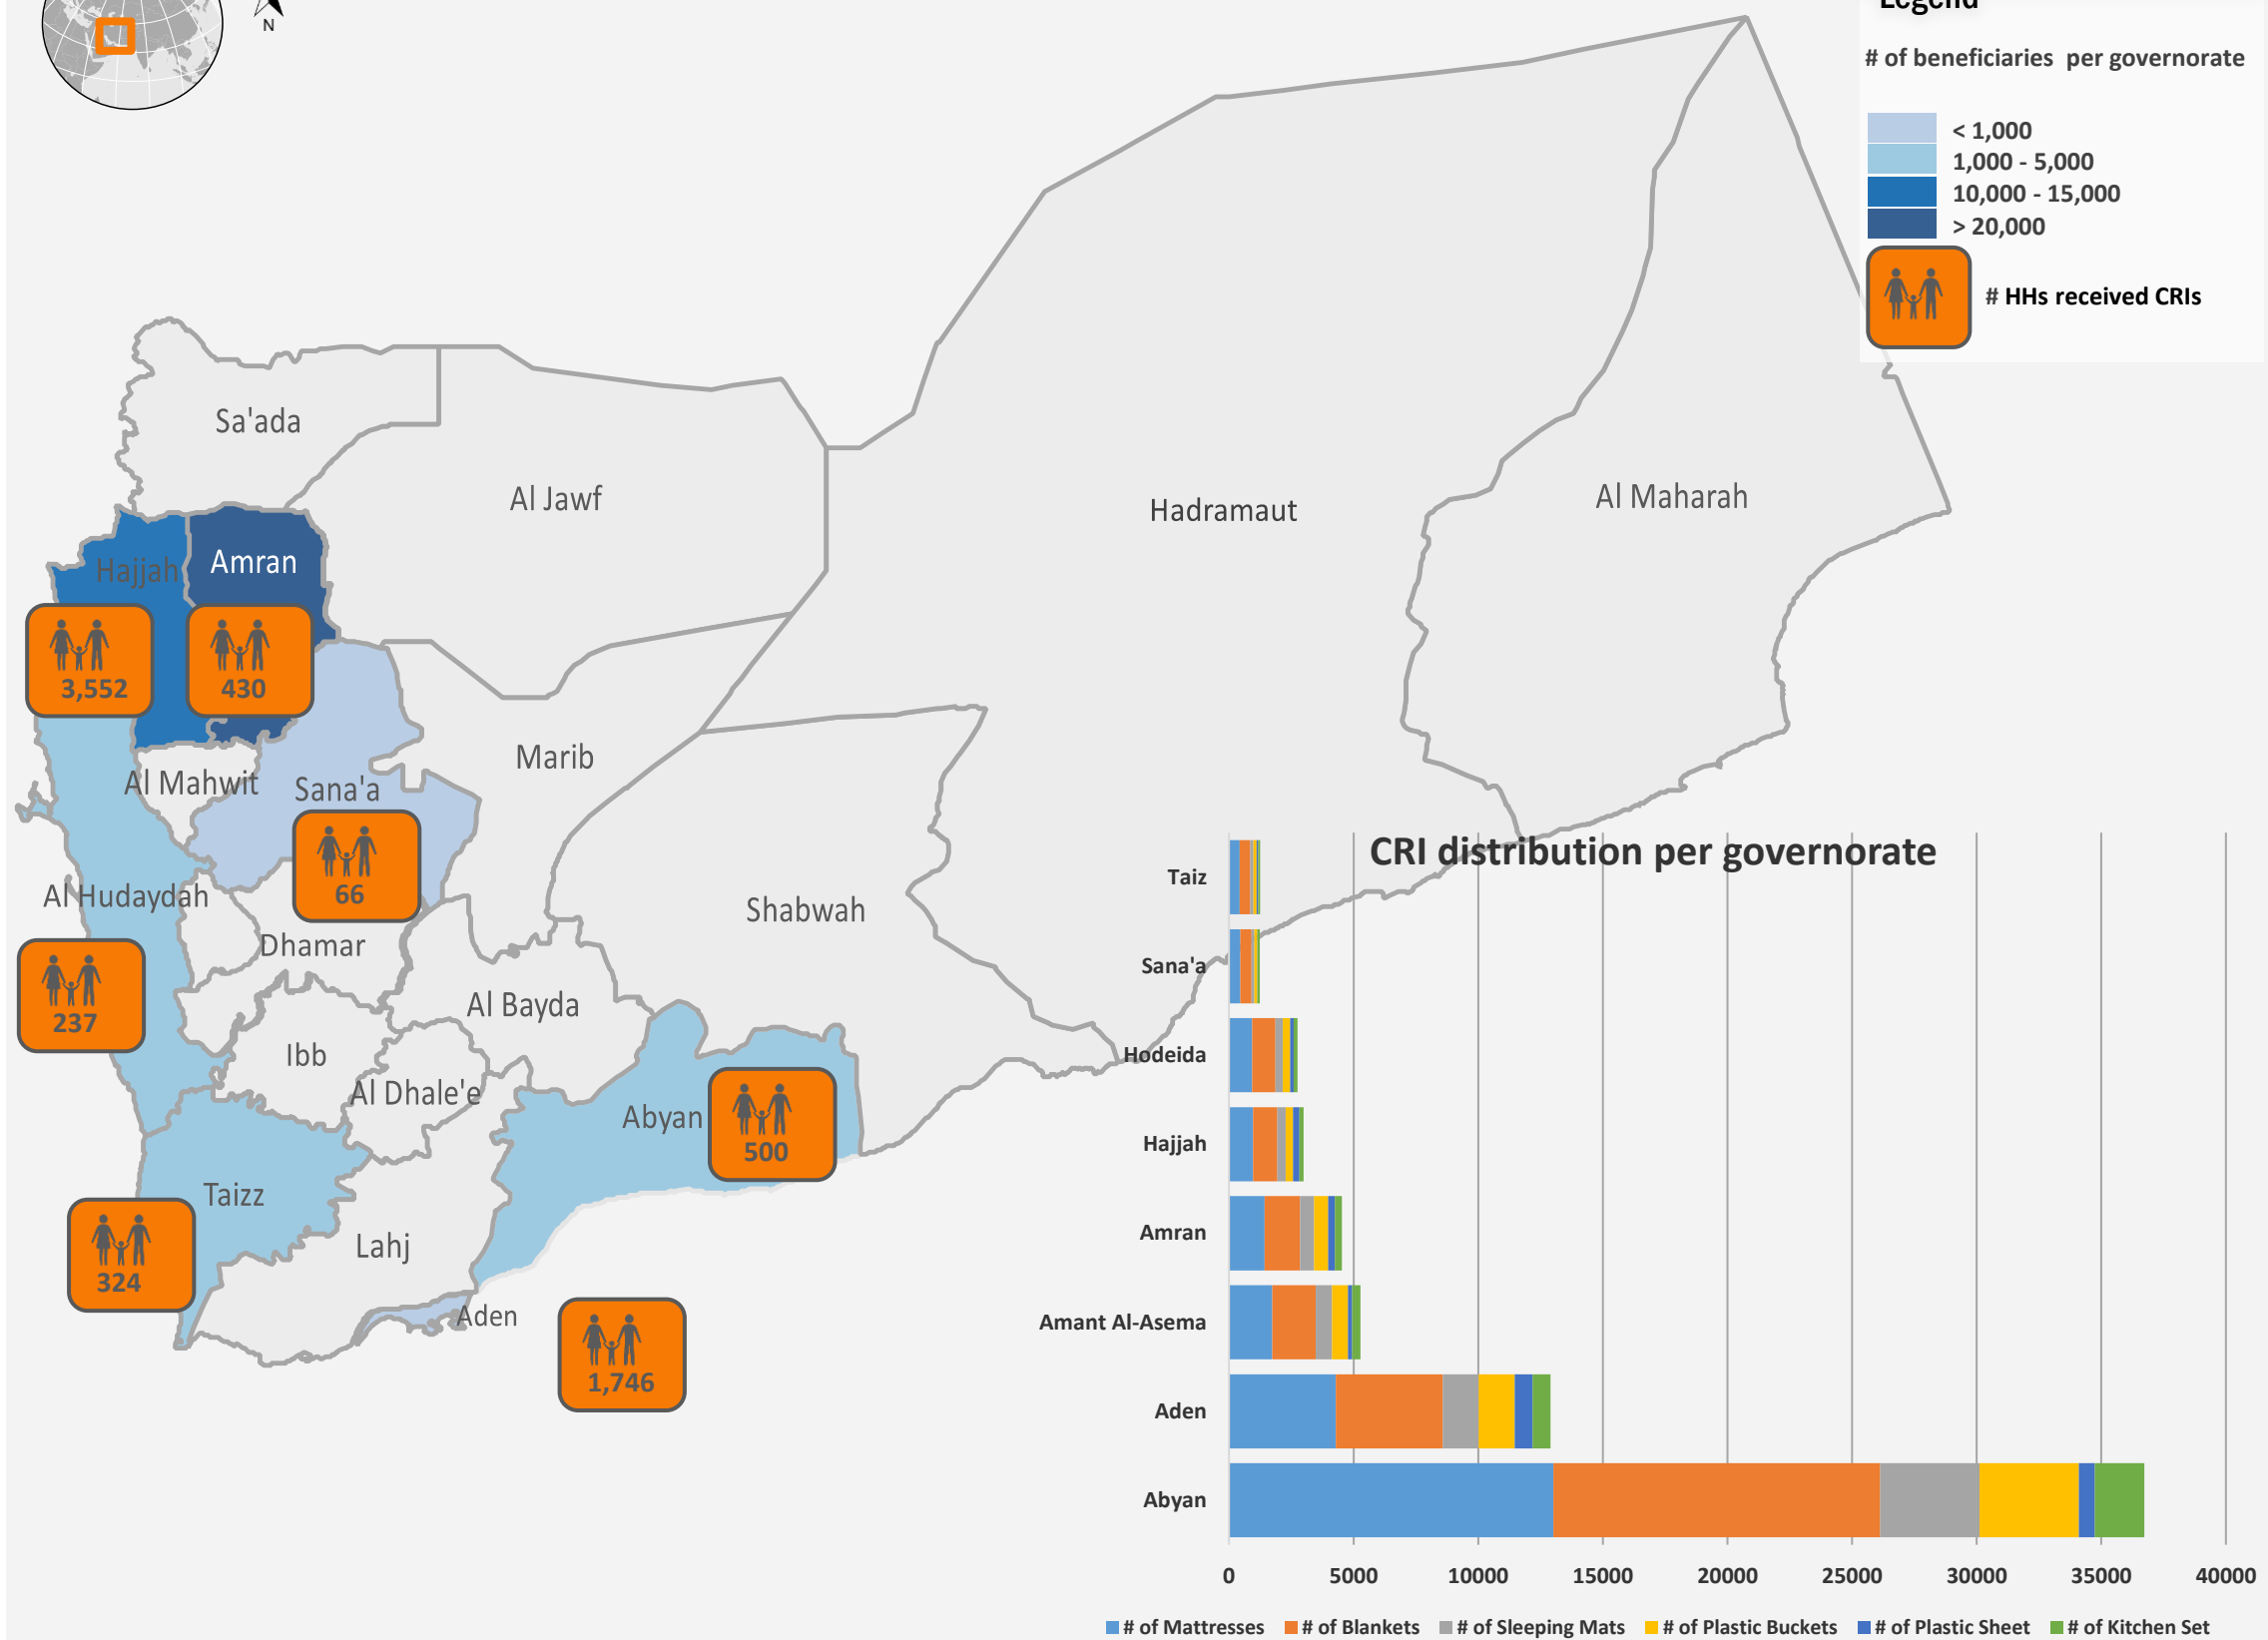 N
Legend
# of beneficiaries per governorate
< 1,000
1,000 - 5,000
10,000 - 15,000
> 20,000
# HHs received CRIs
Sa'ada
Al Jawf
Hadramaut
Al Maharah
Hajjah
Amran
3,552
430
Marib
Al Mahwit
Sana'a
66
Al Hudaydah
Shabwah
Dhamar
237
Al Bayda
Ibb
Al Dhale'e
Abyan
500
Taizz
324
Lahj
Aden
1,746
CRI distribution per governorate
Taiz
Sana'a
Hodeida
Hajjah
Amran
Amant Al-Asema
Aden
Abyan
0 5000 10000 15000 20000 25000 30000 35000 40000
# of Mattresses # of Blankets # of Sleeping Mats # of Plastic Buckets # of Plastic Sheet # of Kitchen Set